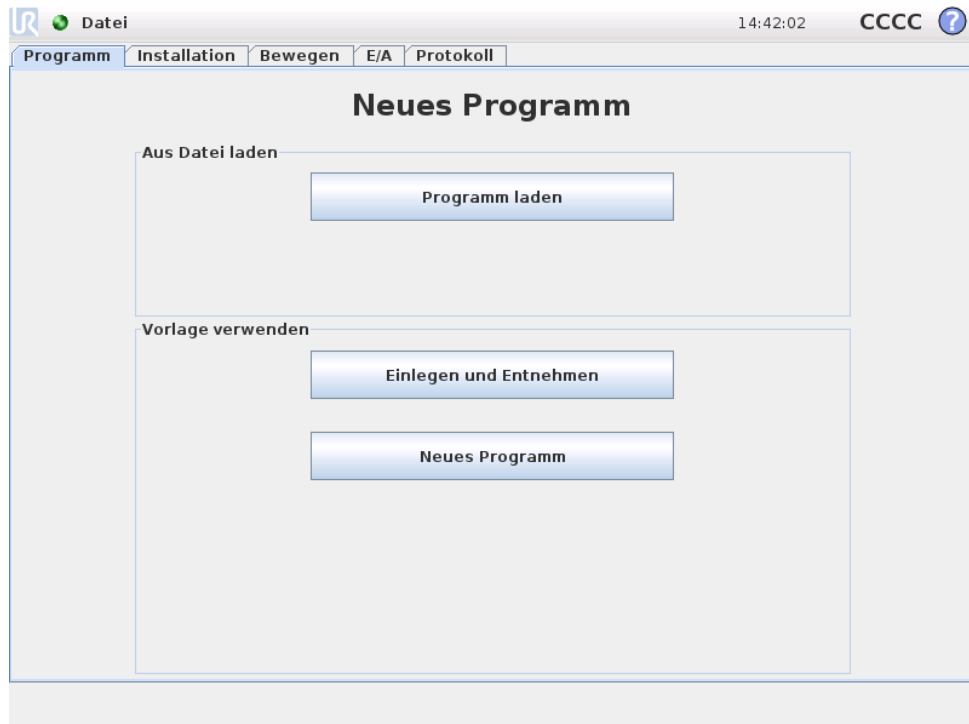 UR Datei 14:42:02 CCCC ?
Programm Installation Bewegen E/A Protokoll
Neues Programm
Aus Datei laden
Programm laden
Vorlage verwenden
Einlegen und Entnehmen
Neues Programm